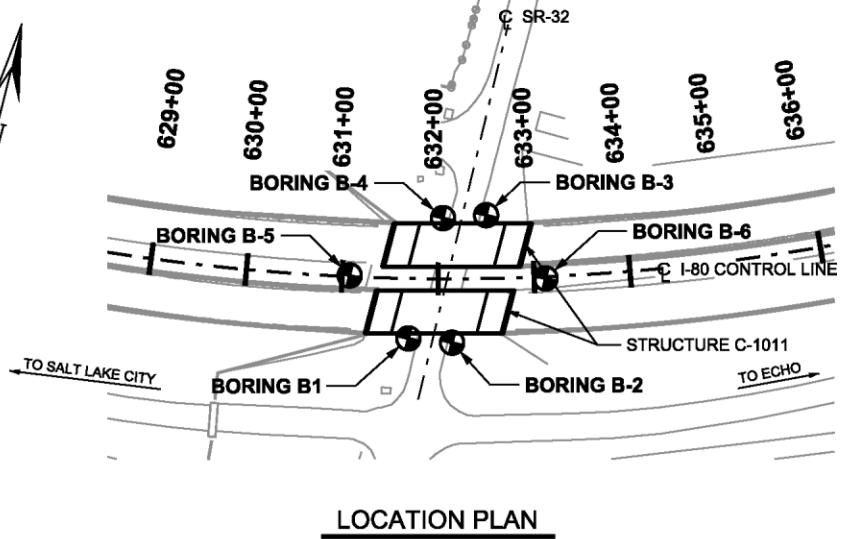 ℄ SR-32
629+00
630+00
631+00
632+00
633+00
634+00
635+00
636+00
N
BORING B-4
BORING B-3
BORING B-5
BORING B-6
℄ I-80 CONTROL LINE
STRUCTURE C-1011
TO SALT LAKE CITY
BORING B1
BORING B-2
TO ECHO
LOCATION PLAN